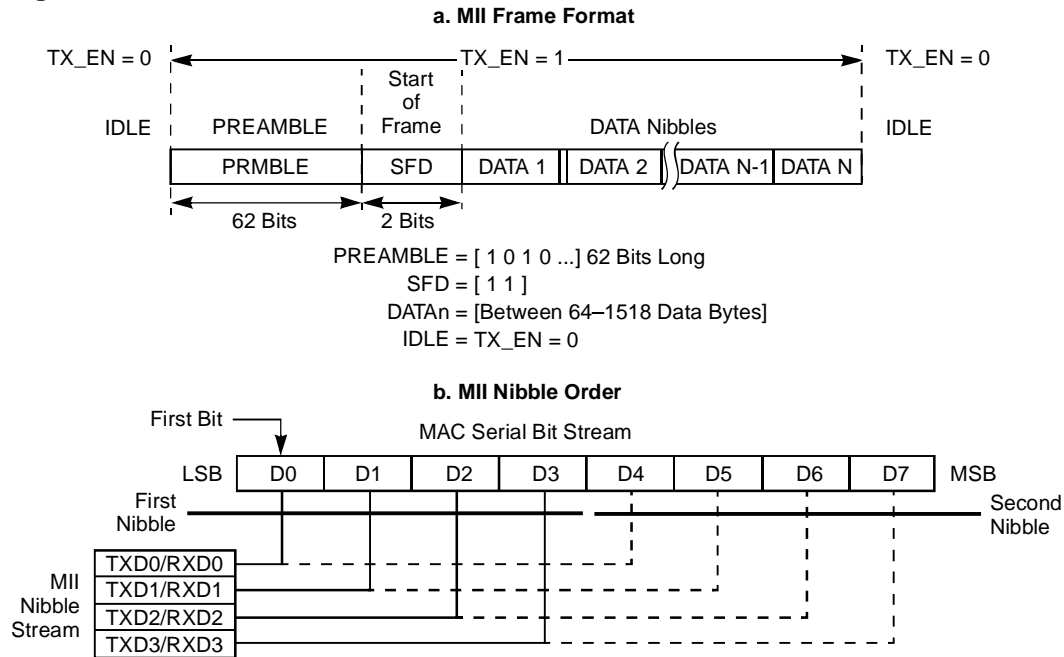 a. MII Frame Format
TX_EN = 0
TX_EN = 1
TX_EN = 0
IDLE
PREAMBLE
Start
of
Frame
DATA Nibbles
IDLE
PRMBLE
SFD
DATA 1
DATA 2
DATA N-1
DATA N
62 Bits
2 Bits
PREAMBLE = [ 1 0 1 0 ...] 62 Bits Long
SFD = [ 1 1 ]
DATAn = [Between 64–1518 Data Bytes]
IDLE = TX_EN = 0
b. MII Nibble Order
First Bit
MAC Serial Bit Stream
LSB
D0
D1
D2
D3
D4
D5
D6
D7
MSB
First
Nibble
Second
Nibble
MII
Nibble
Stream
TXD0/RXD0
TXD1/RXD1
TXD2/RXD2
TXD3/RXD3